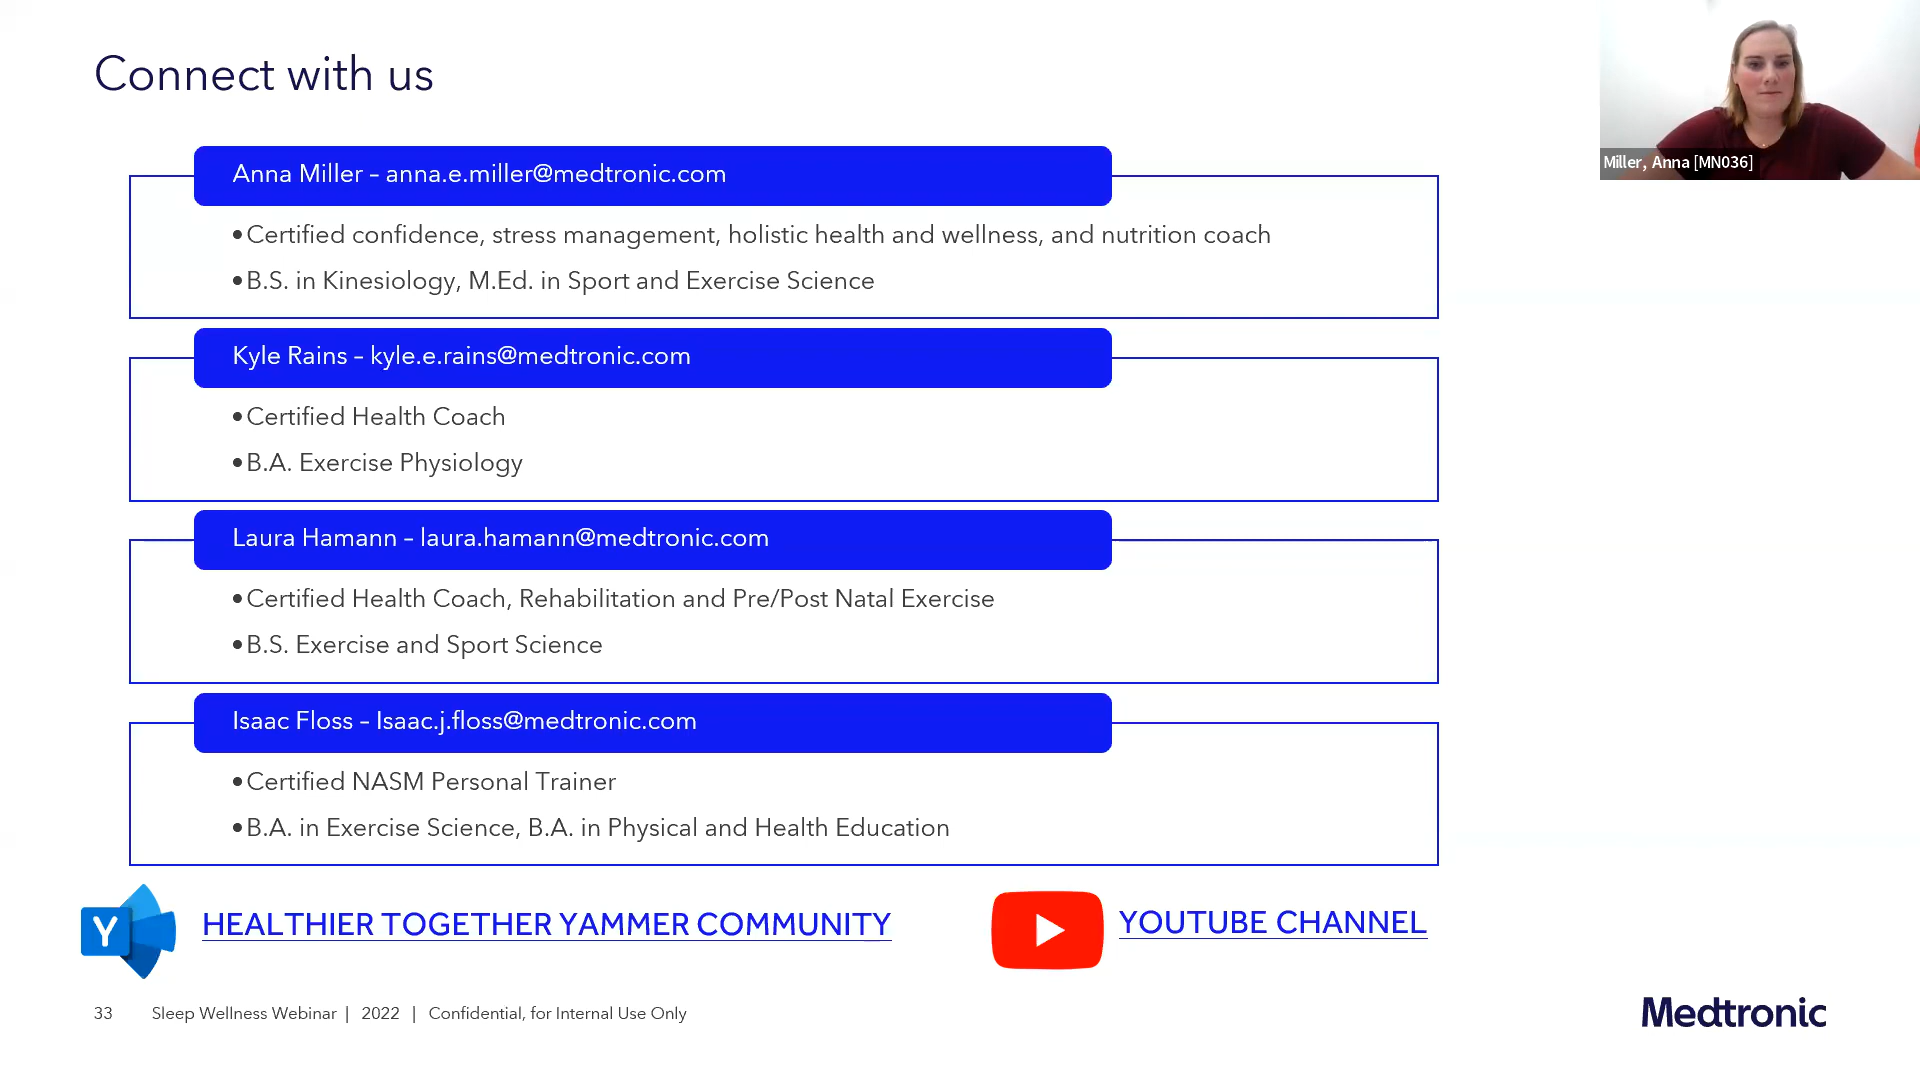 Connect with us
Miller, Anna [MN036]
Anna Miller – anna.e.miller@medtronic.com
•Certified confidence, stress management, holistic health and wellness, and nutrition coach
•B.S. in Kinesiology, M.Ed. in Sport and Exercise Science
Kyle Rains – kyle.e.rains@medtronic.com
•Certified Health Coach
•B.A. Exercise Physiology
Laura Hamann – laura.hamann@medtronic.com
•Certified Health Coach, Rehabilitation and Pre/Post Natal Exercise
•B.S. Exercise and Sport Science
Isaac Floss – Isaac.j.floss@medtronic.com
•Certified NASM Personal Trainer
•B.A. in Exercise Science, B.A. in Physical and Health Education
Y
HEALTHIER TOGETHER YAMMER COMMUNITY
YOUTUBE CHANNEL
33 Sleep Wellness Webinar | 2022 | Confidential, for Internal Use Only
Medtronic